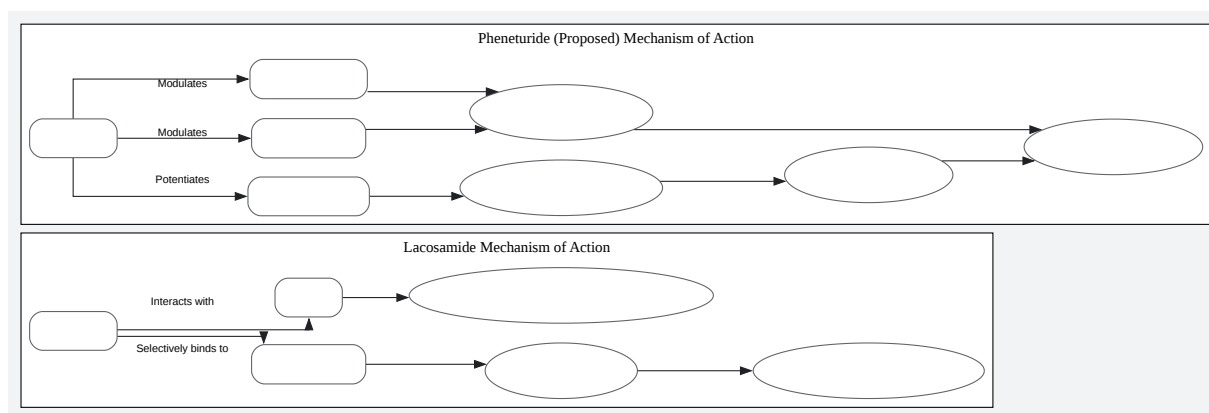 Pheneturide (Proposed) Mechanism of Action
Modulates
Modulates
Potentiates
Lacosamide Mechanism of Action
Interacts with
Selectively binds to